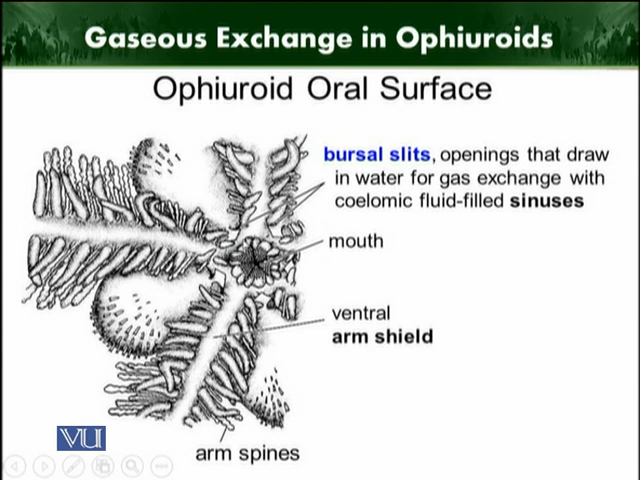 Gaseous Exchange in Ophiuroids
Ophiuroid Oral Surface
bursal slits, openings that draw
in water for gas exchange with
coelomic fluid-filled sinuses
mouth
ventral
arm shield
arm spines
VU